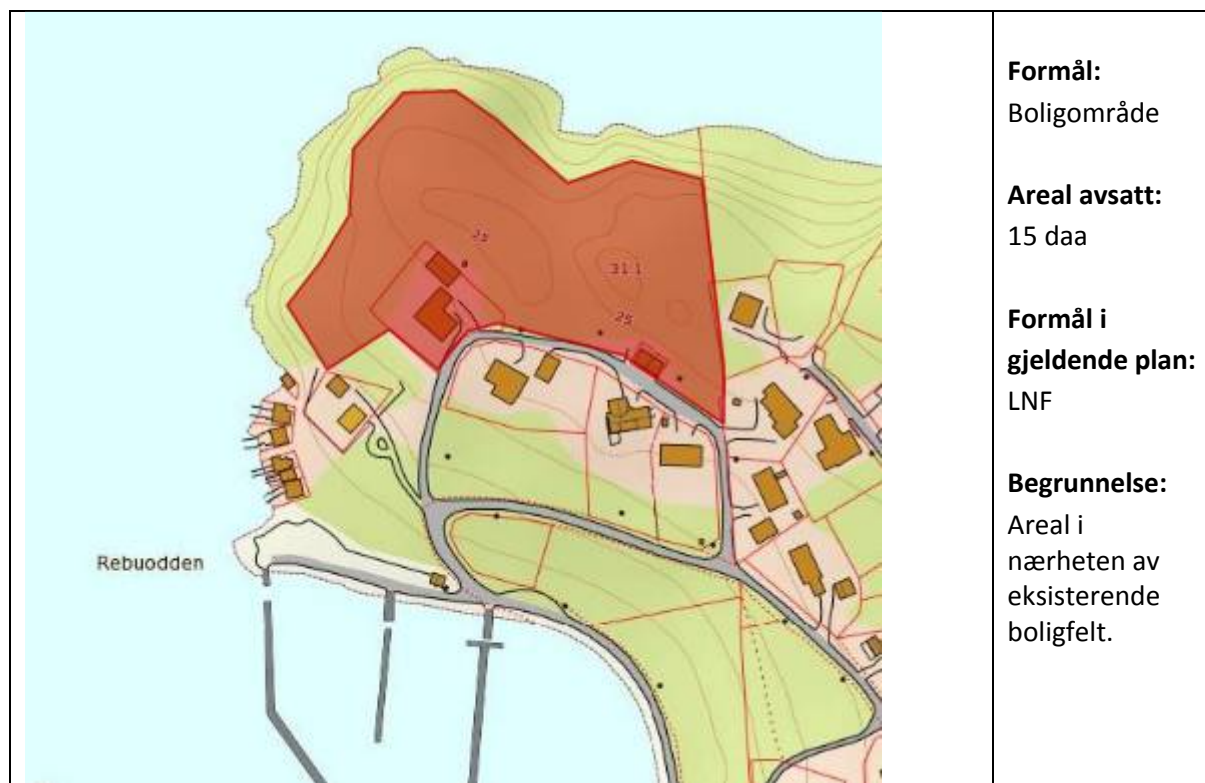 25
31 1
25
Rebuodden
Formål:
Boligområde
Areal avsatt:
15 daa
Formål i
gjeldende plan:
LNF
Begrunnelse:
Areal i
nærheten av
eksisterende
boligfelt.